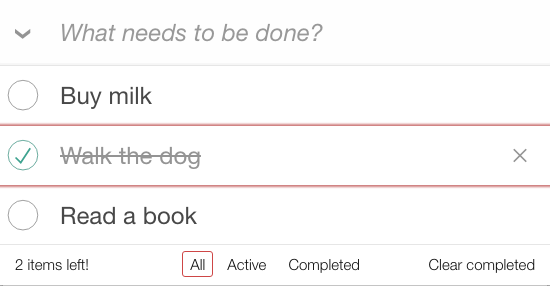 What needs to be done?
Buy milk
Walk the dog
Read a book
2 items left! All Active Completed Clear completed